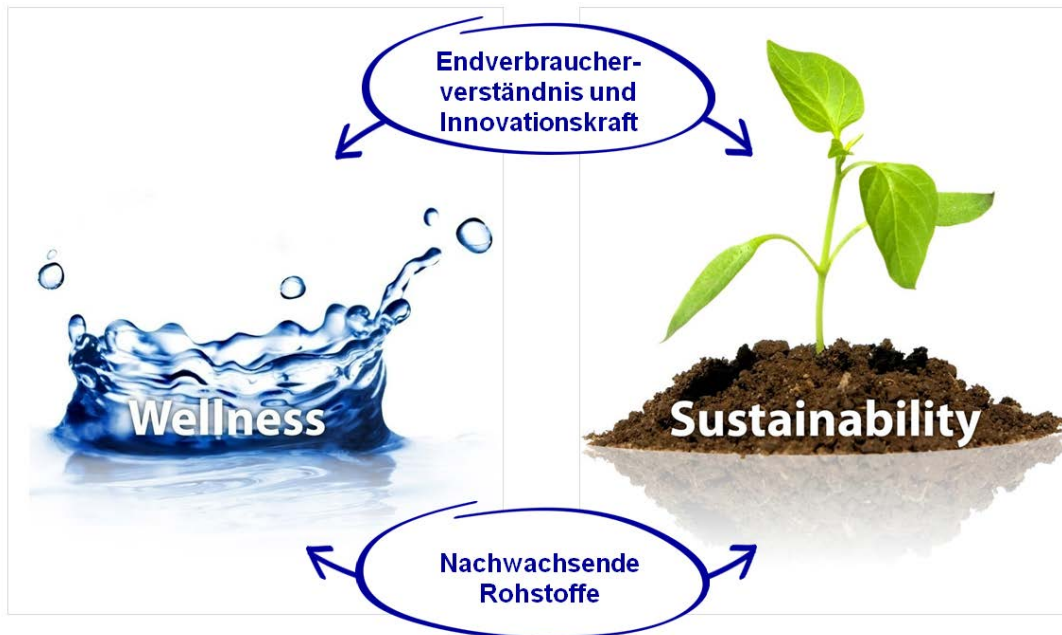 Endverbraucher-
verständnis und
Innovationskraft
Wellness
Sustainability
Nachwachsende
Rohstoffe